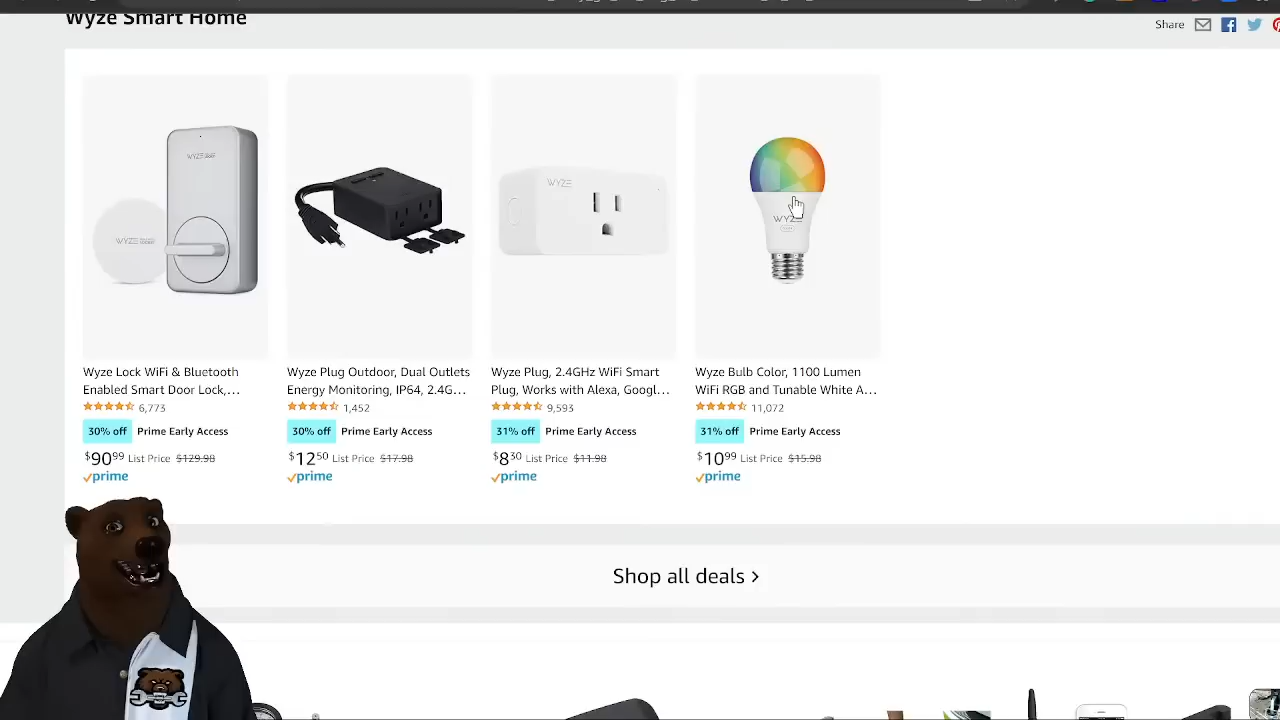 Wyze Smart Home
Share
WYZE
WYZE
WYZE
WYZE
Wyze Lock WiFi & Bluetooth
Enabled Smart Door Lock,...
6,773
30% off Prime Early Access
$90.99 List Price $129.98
prime
Wyze Plug Outdoor, Dual Outlets
Energy Monitoring, IP64, 2.4G...
1,452
30% off Prime Early Access
$12.50 List Price $17.98
prime
Wyze Plug, 2.4GHz WiFi Smart
Plug, Works with Alexa, Googl...
9,593
31% off Prime Early Access
$8.30 List Price $11.98
prime
Wyze Bulb Color, 1100 Lumen
WiFi RGB and Tunable White A...
11,072
31% off Prime Early Access
$10.99 List Price $15.98
prime
Shop all deals ›